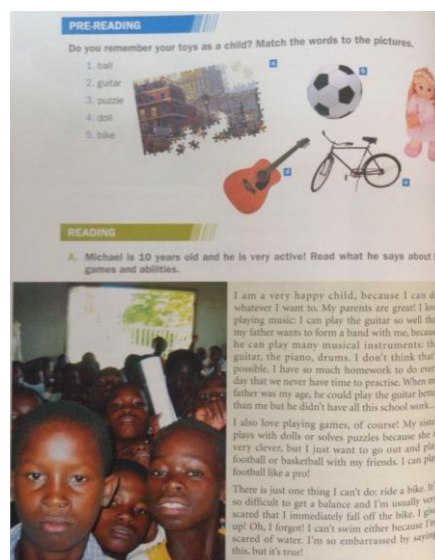 PRE-READING
Do you remember your toys as a child? Match the words to the pictures.
1. ball
2. guitar
3. puzzle
4. doll
5. bike
a
b
d
e
READING
A. Michael is 10 years old and he is very active! Read what he says about
games and abilities.
I am a very happy child, because I can d
whatever I want to. My parents are great! I lov
playing music: I can play the guitar so well tha
my father wants to form a band with me, becaus
he can play many musical instruments: th
guitar, the piano, drums. I don't think that'
possible. I have so much homework to do ever
day that we never have time to practise. When m
father was my age, he could play the guitar bette
than me but he didn't have all this school work...
I also love playing games, of course! My siste
plays with dolls or solves puzzles because she i
very clever, but I just want to go out and pla
football or basketball with my friends. I can pla
football like a pro!
There is just one thing I can't do: ride a bike. It'
so difficult to get a balance and I'm usually ver
scared that I immediately fall off the bike. I giv
up! Oh, I forgot! I can't swim either because I'm
scared of water. I'm so embarrassed by saying
this, but it's true!